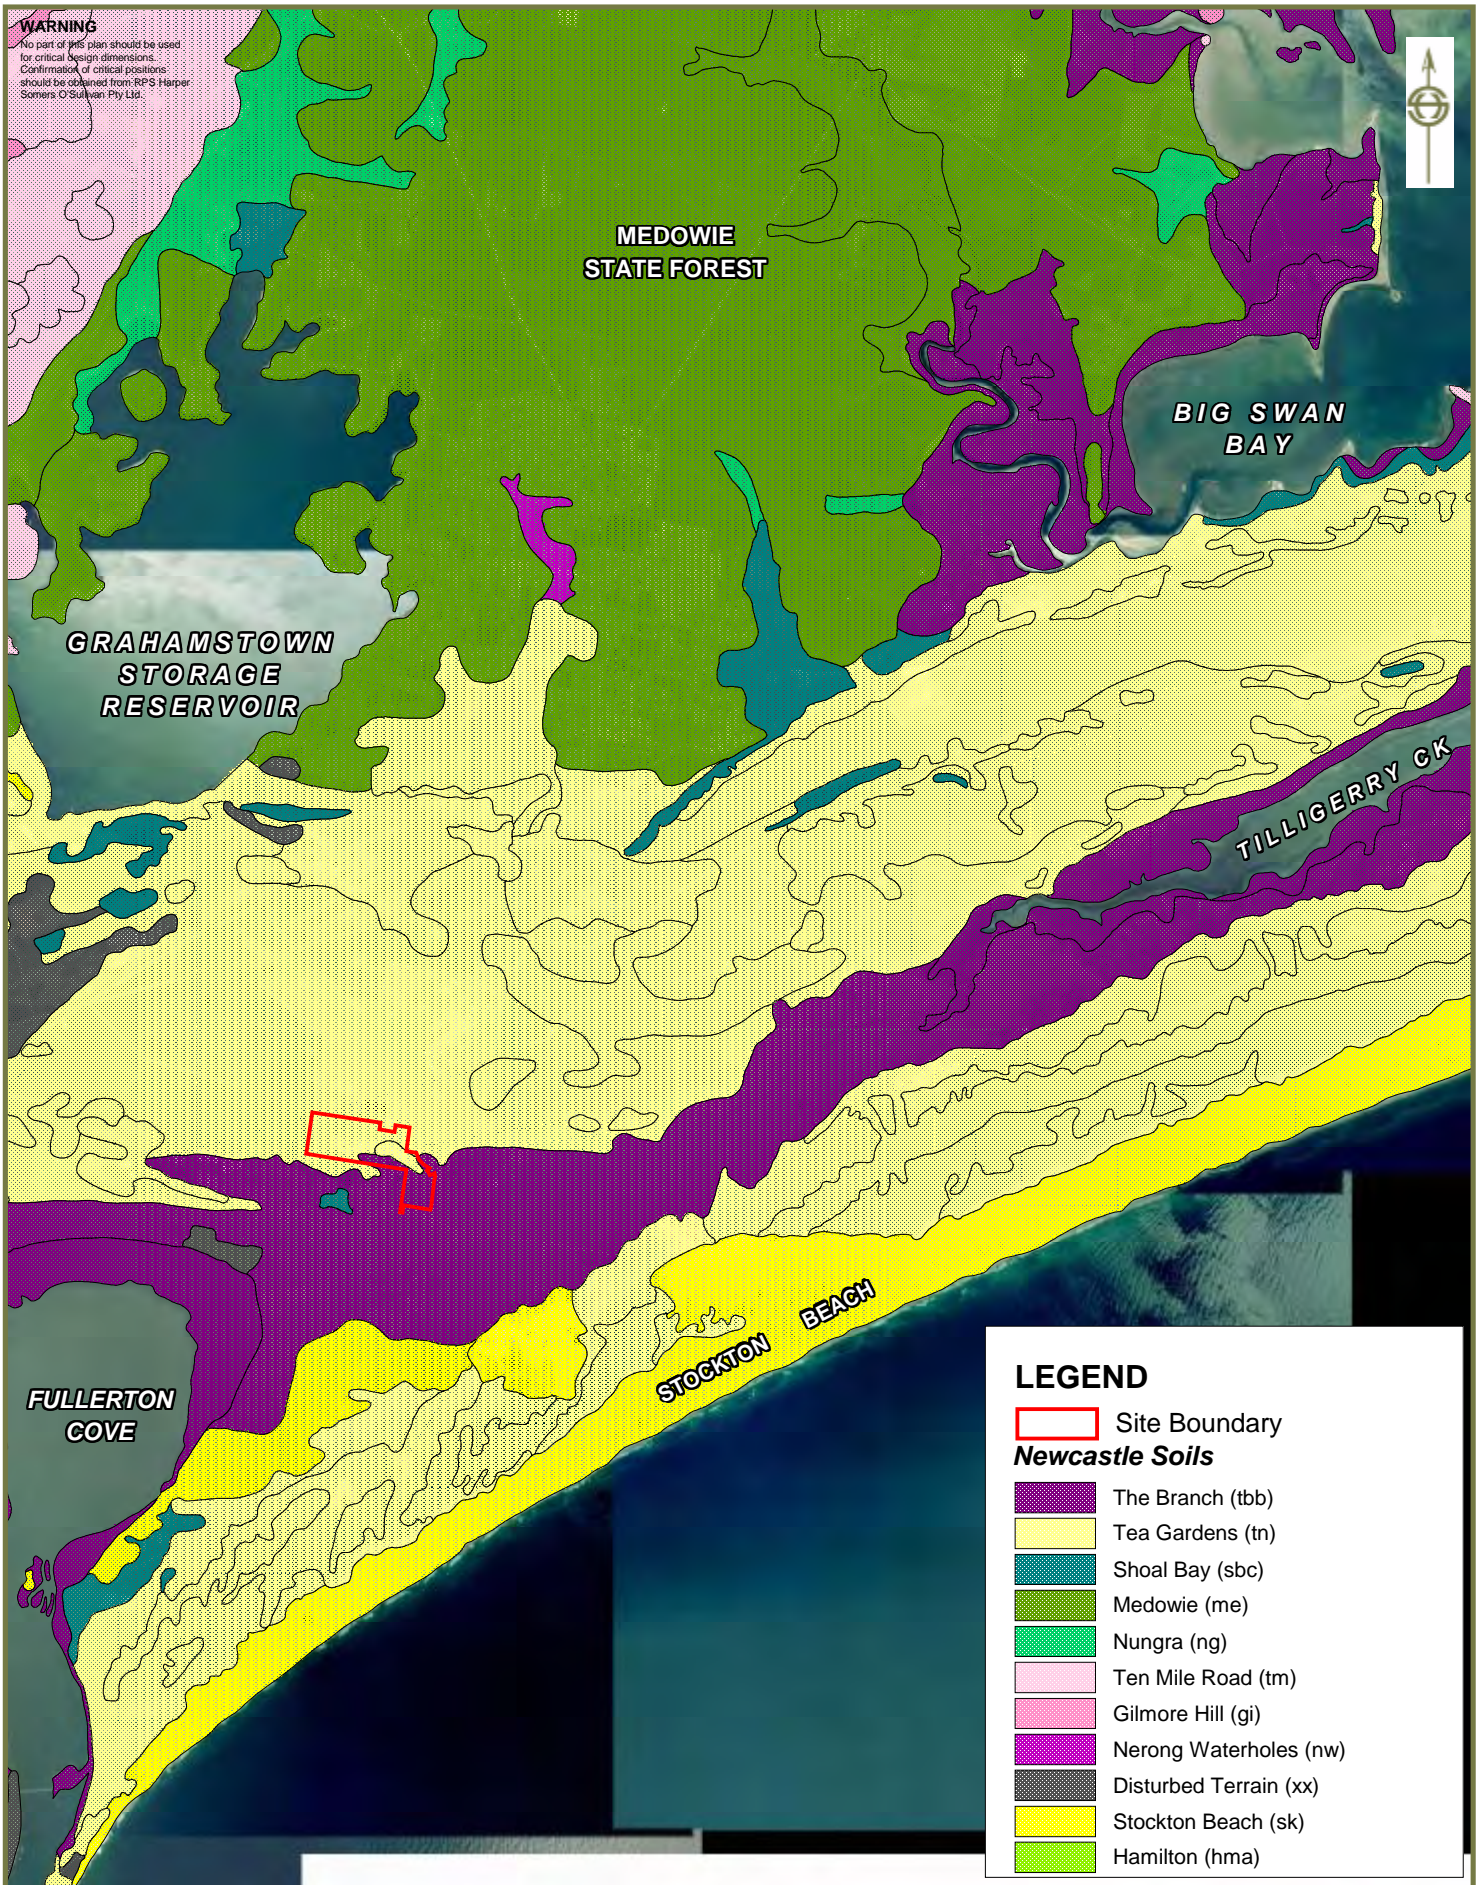 WARNING
No part of this plan should be used
for critical design dimensions.
Confirmation of critical positions
should be obtained from RPS Harper
Somers O'Sullivan Pty Ltd.
MEDOWIE
STATE FOREST
BIG SWAN
BAY
GRAHAMSTOWN
STORAGE
RESERVOIR
TILLIGERRY CK
STOCKTON BEACH
FULLERTON
COVE
LEGEND
Site Boundary
Newcastle Soils
The Branch (tbb)
Tea Gardens (tn)
Shoal Bay (sbc)
Medowie (me)
Nungra (ng)
Ten Mile Road (tm)
Gilmore Hill (gi)
Nerong Waterholes (nw)
Disturbed Terrain (xx)
Stockton Beach (sk)
Hamilton (hma)